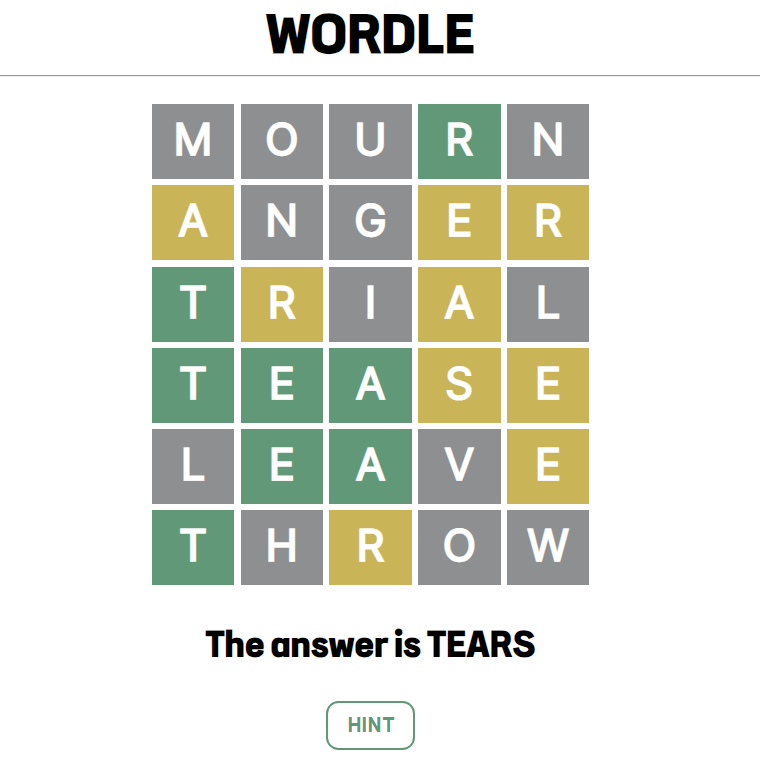 WORDLE
M O U R N
A N G E R
T R I A L
T E A S E
L E A V E
T H R O W
The answer is TEARS
HINT